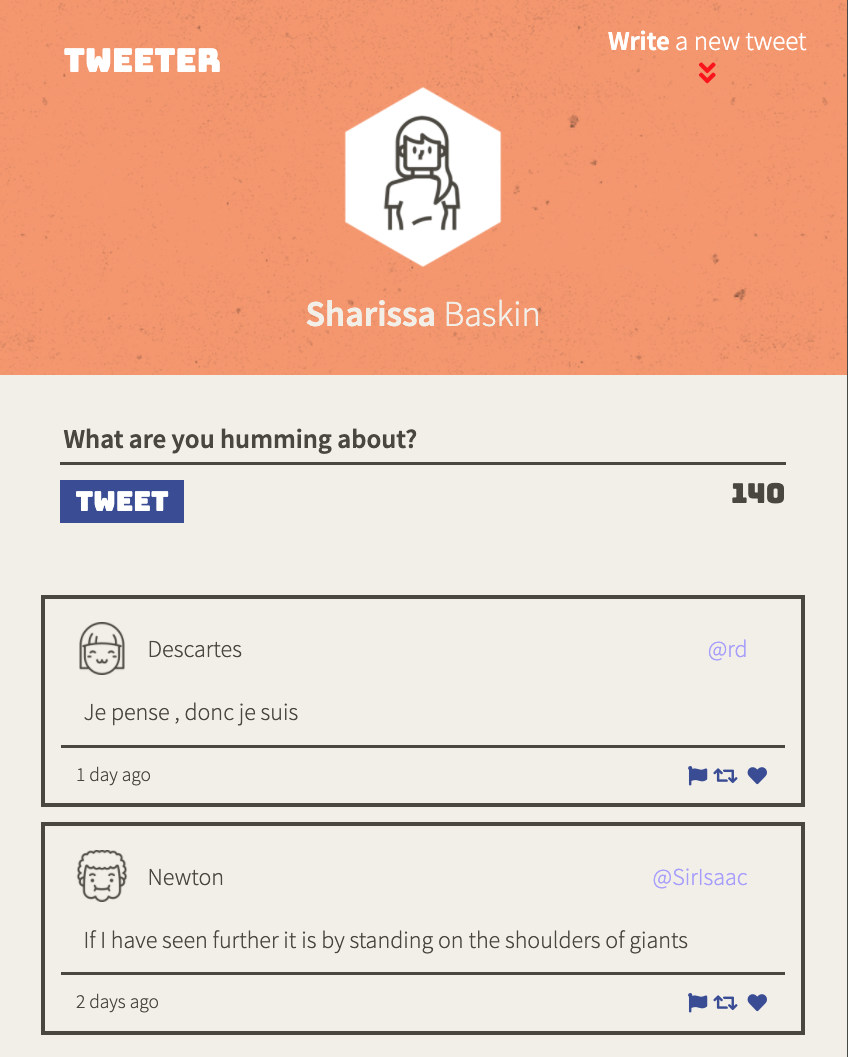 TWEETER
Write a new tweet
Sharissa Baskin
What are you humming about?
TWEET
140
Descartes
@rd
Je pense , donc je suis
1 day ago
Newton
@SirIsaac
If I have seen further it is by standing on the shoulders of giants
2 days ago